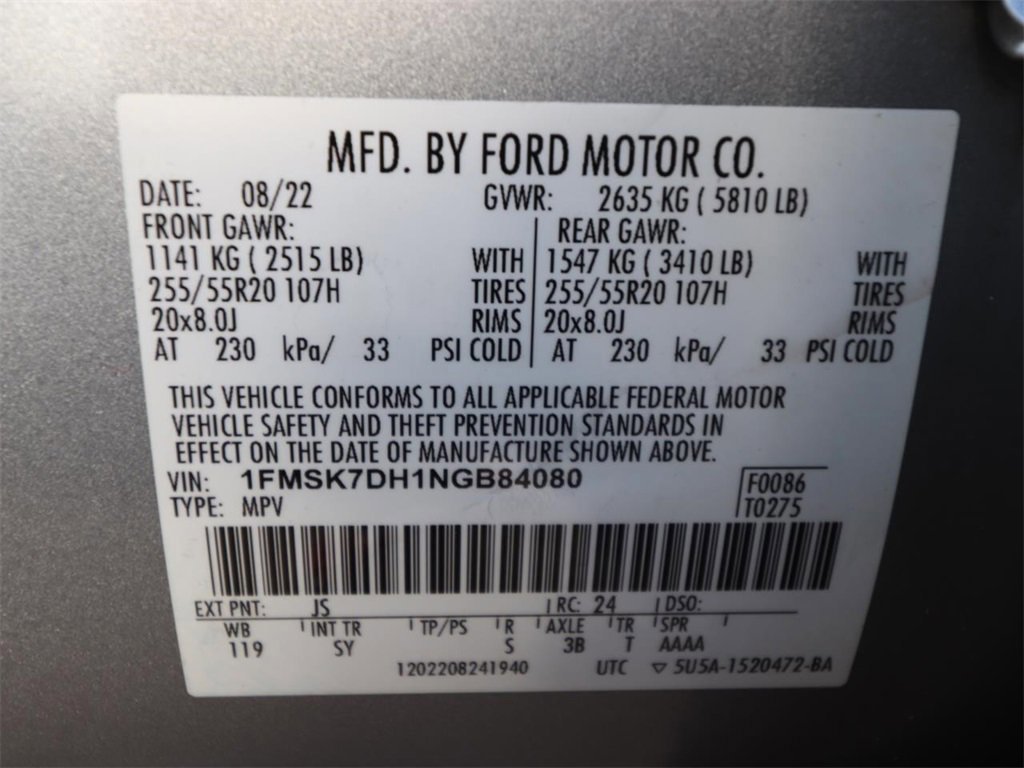 MFD. BY FORD MOTOR CO.
DATE: 08/22 GVWR: 2635 KG ( 5810 LB)
FRONT GAWR: REAR GAWR:
1141 KG ( 2515 LB) WITH 1547 KG ( 3410 LB) WITH
255/55R20 107H TIRES 255/55R20 107H TIRES
20x8.0J RIMS 20x8.0J RIMS
AT 230 kPa/ 33 PSI COLD AT 230 kPa/ 33 PSI COLD
THIS VEHICLE CONFORMS TO ALL APPLICABLE FEDERAL MOTOR
VEHICLE SAFETY AND THEFT PREVENTION STANDARDS IN
EFFECT ON THE DATE OF MANUFACTURE SHOWN ABOVE.
VIN: 1FMSK7DH1NGB84080 F0086
TYPE: MPV T0275
EXT PNT: JS RC: 24 DSO:
WB INT TR TP/PS R AXLE TR SPR
119 SY S 3B T AAAA
1202208241940 UTC ▽ 5U5A-1520472-BA